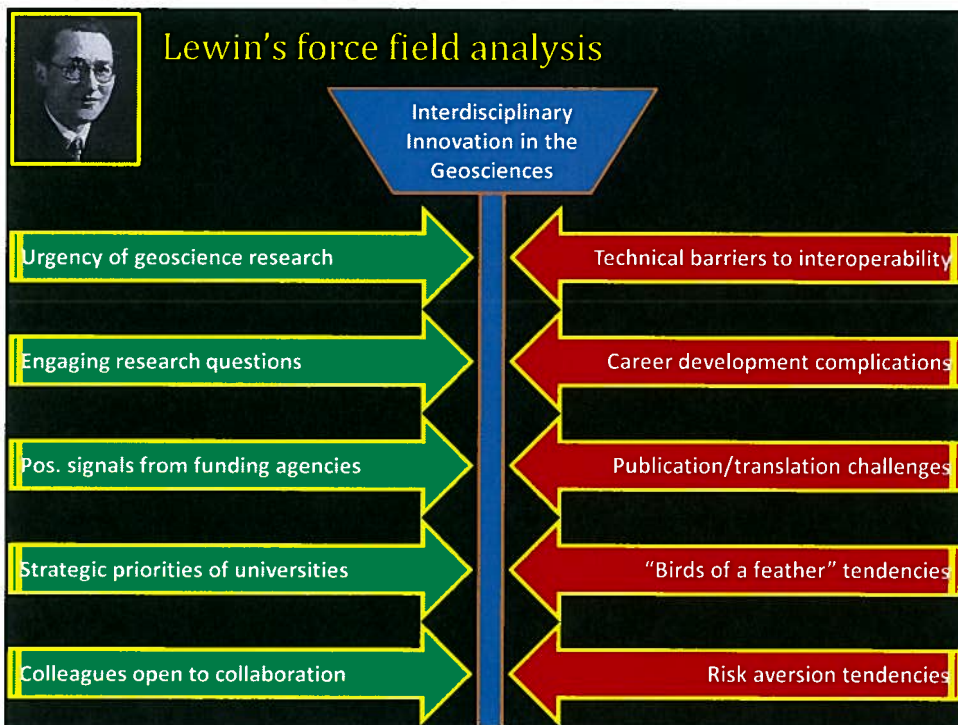 Lewin's force field analysis
Interdisciplinary
Innovation in the
Geosciences
Urgency of geoscience research
Technical barriers to interoperability
Engaging research questions
Career development complications
Pos. signals from funding agencies
Publication/translation challenges
Strategic priorities of universities
“Birds of a feather” tendencies
Colleagues open to collaboration
Risk aversion tendencies